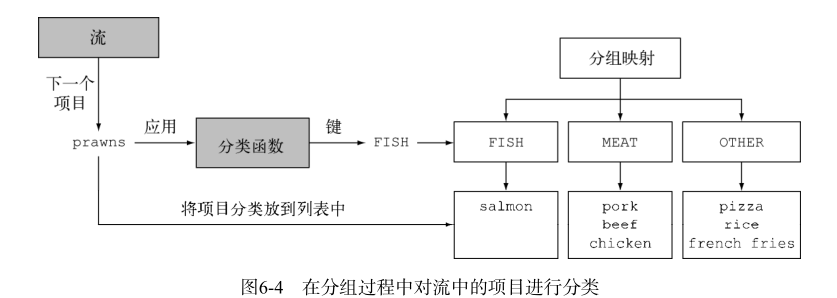 流
下一个
项目
prawns
应用
分类函数
键
FISH
分组映射
FISH
MEAT
OTHER
salmon
pork
beef
chicken
pizza
rice
french fries
将项目分类放到列表中
图6-4 在分组过程中对流中的项目进行分类